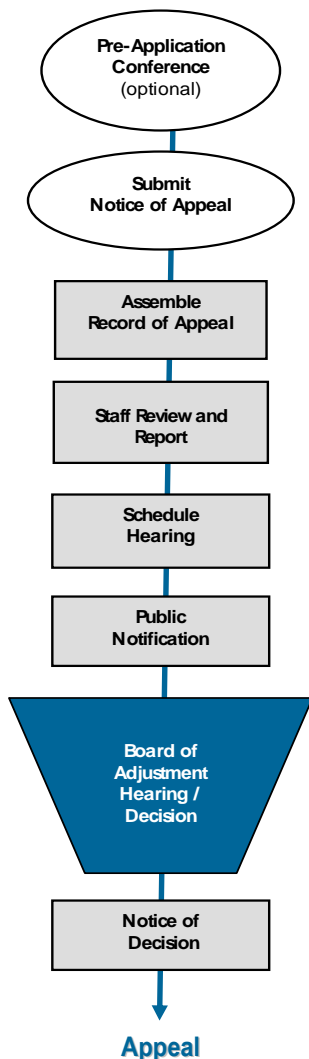 Pre-Application
Conference
(optional)
Submit
Notice of Appeal
Assemble
Record of Appeal
Staff Review and
Report
Schedule
Hearing
Public
Notification
Board of
Adjustment
Hearing /
Decision
Notice of
Decision
Appeal